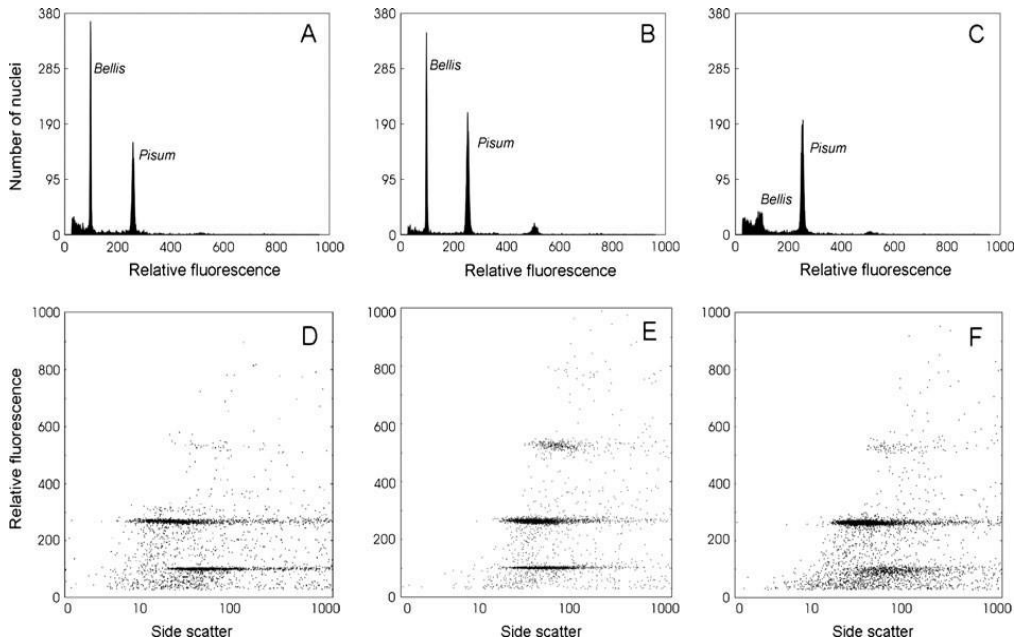 A
B
C
Number of nuclei
380
285
190
95
0
Bellis
Pisum
0 200 400 600 800 1000
Relative fluorescence
380
285
190
95
0
Bellis
Pisum
0 200 400 600 800 1000
Relative fluorescence
380
285
190
95
0
Bellis
Pisum
0 200 400 600 800 1000
Relative fluorescence
D
E
F
Relative fluorescence
1000
800
600
400
200
0
0 10 100 1000
Side scatter
1000
800
600
400
200
0
0 10 100 1000
Side scatter
1000
800
600
400
200
0
0 10 100 1000
Side scatter